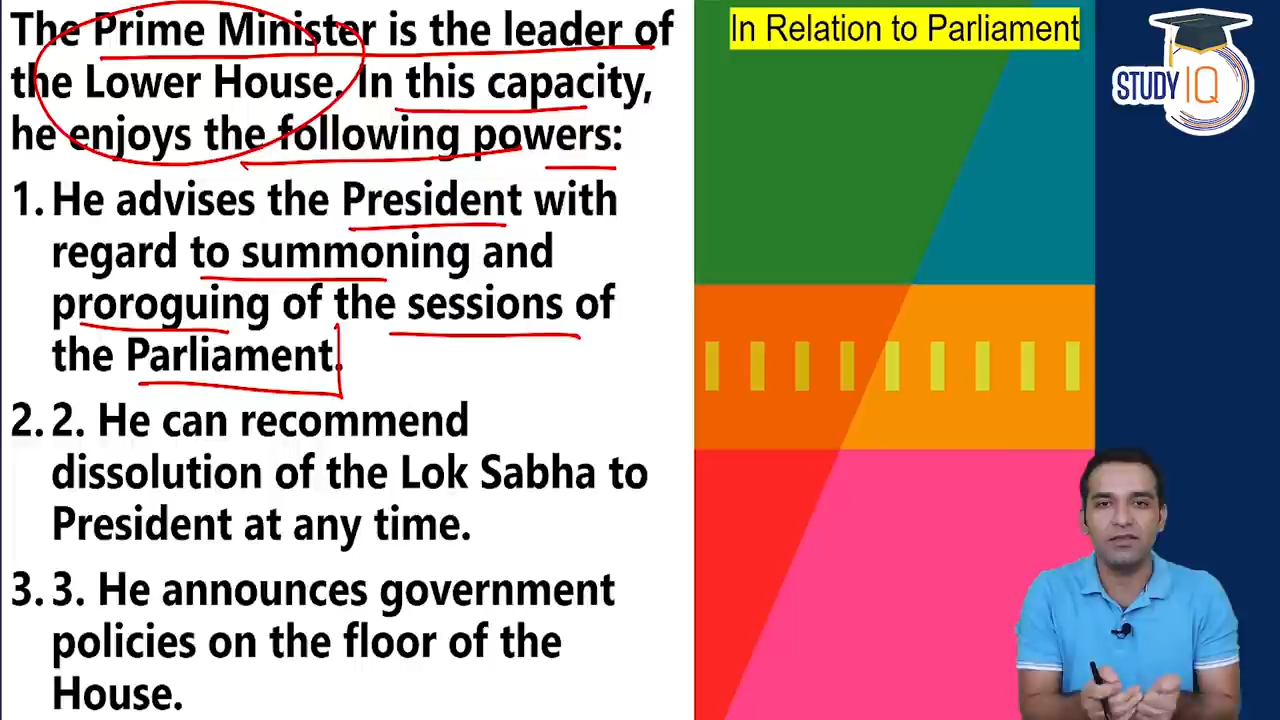 The Prime Minister is the leader of
the Lower House. In this capacity,
he enjoys the following powers:
1. He advises the President with
regard to summoning and
proroguing of the sessions of
the Parliament.
2. 2. He can recommend
dissolution of the Lok Sabha to
President at any time.
3. 3. He announces government
policies on the floor of the
House.
In Relation to Parliament
STUDY IQ